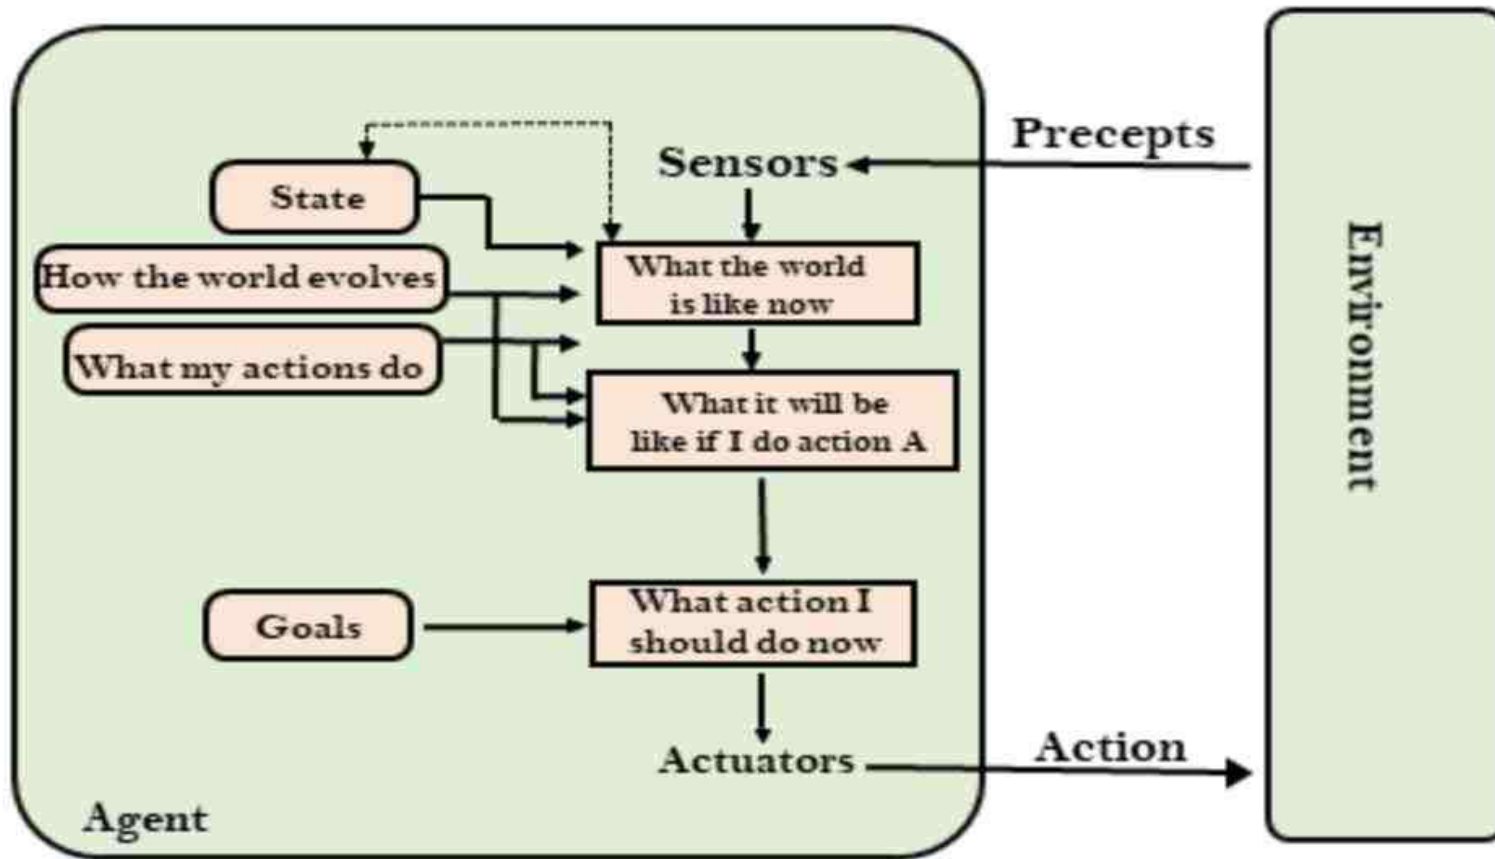 Precepts
Sensors
State
How the world evolves
What the world
is like now
What my actions do
What it will be
like if I do action A
Environment
Goals
What action I
should do now
Actuators
Action
Agent